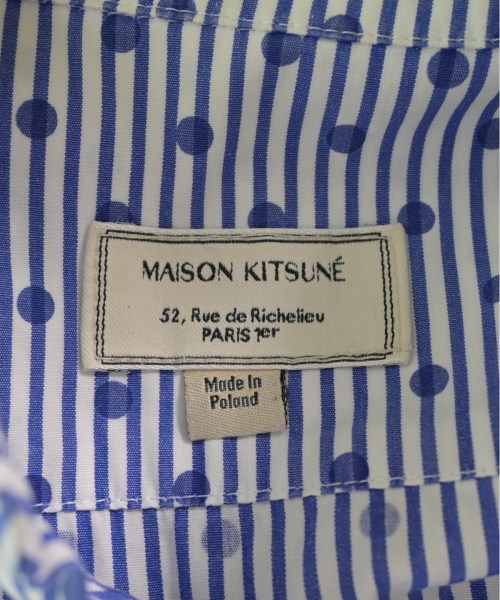 MAISON KITSUNÉ
52, Rue de Richelieu
PARIS 1er
Made In
Poland